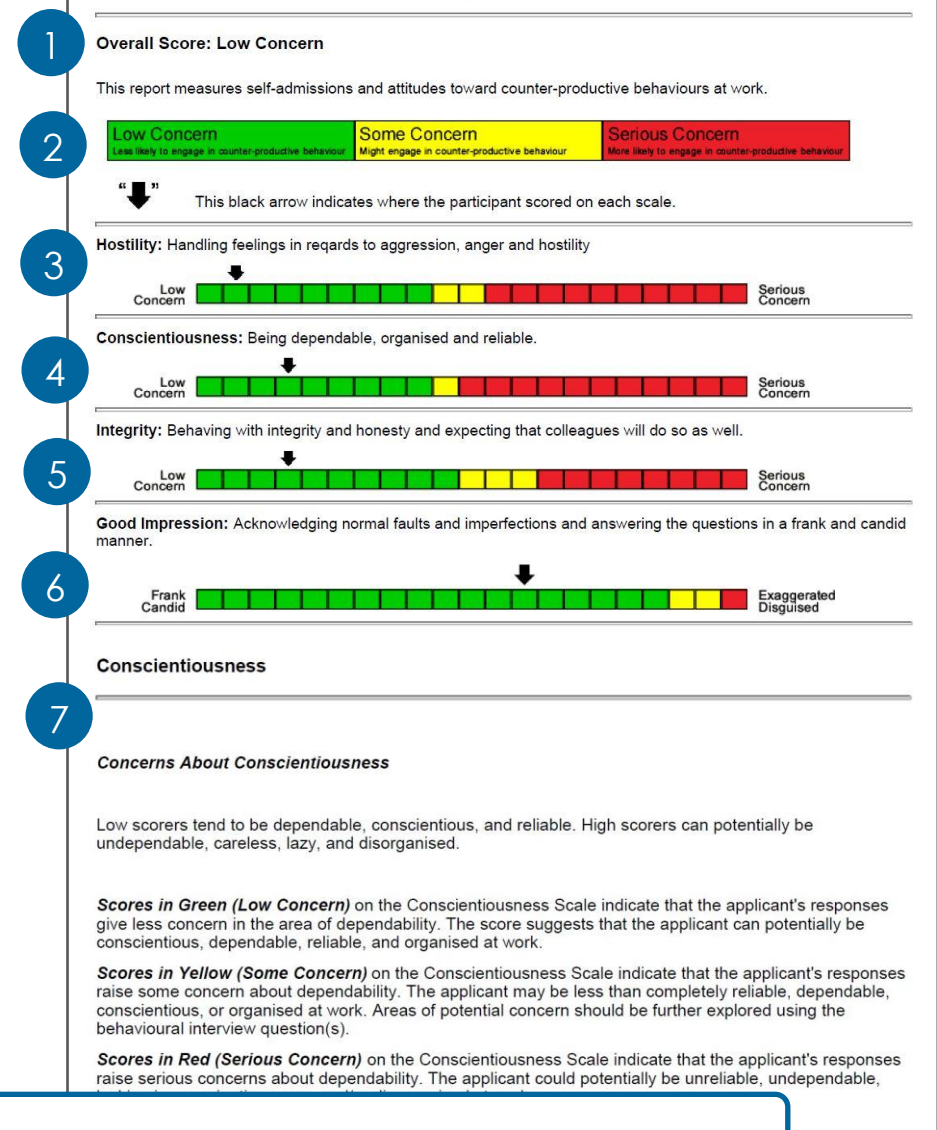 1
Overall Score: Low Concern
This report measures self-admissions and attitudes toward counter-productive behaviours at work.
2
Low Concern
Less likely to engage in counter-productive behaviour
Some Concern
Might engage in counter-productive behaviour
Serious Concern
More likely to engage in counter-productive behaviour
“ ”
This black arrow indicates where the participant scored on each scale.
3
Hostility: Handling feelings in regards to aggression, anger and hostility
Low
Concern
Serious
Concern
4
Conscientiousness: Being dependable, organised and reliable.
Low
Concern
Serious
Concern
5
Integrity: Behaving with integrity and honesty and expecting that colleagues will do so as well.
Low
Concern
Serious
Concern
6
Good Impression: Acknowledging normal faults and imperfections and answering the questions in a frank and candid
manner.
Frank
Candid
Exaggerated
Disguised
Conscientiousness
7
Concerns About Conscientiousness
Low scorers tend to be dependable, conscientious, and reliable. High scorers can potentially be
undependable, careless, lazy, and disorganised.
Scores in Green (Low Concern) on the Conscientiousness Scale indicate that the applicant's responses
give less concern in the area of dependability. The score suggests that the applicant can potentially be
conscientious, dependable, reliable, and organised at work.
Scores in Yellow (Some Concern) on the Conscientiousness Scale indicate that the applicant's responses
raise some concern about dependability. The applicant may be less than completely reliable, dependable,
conscientious, or organised at work. Areas of potential concern should be further explored using the
behavioural interview question(s).
Scores in Red (Serious Concern) on the Conscientiousness Scale indicate that the applicant's responses
raise serious concerns about dependability. The applicant could potentially be unreliable, undependable,